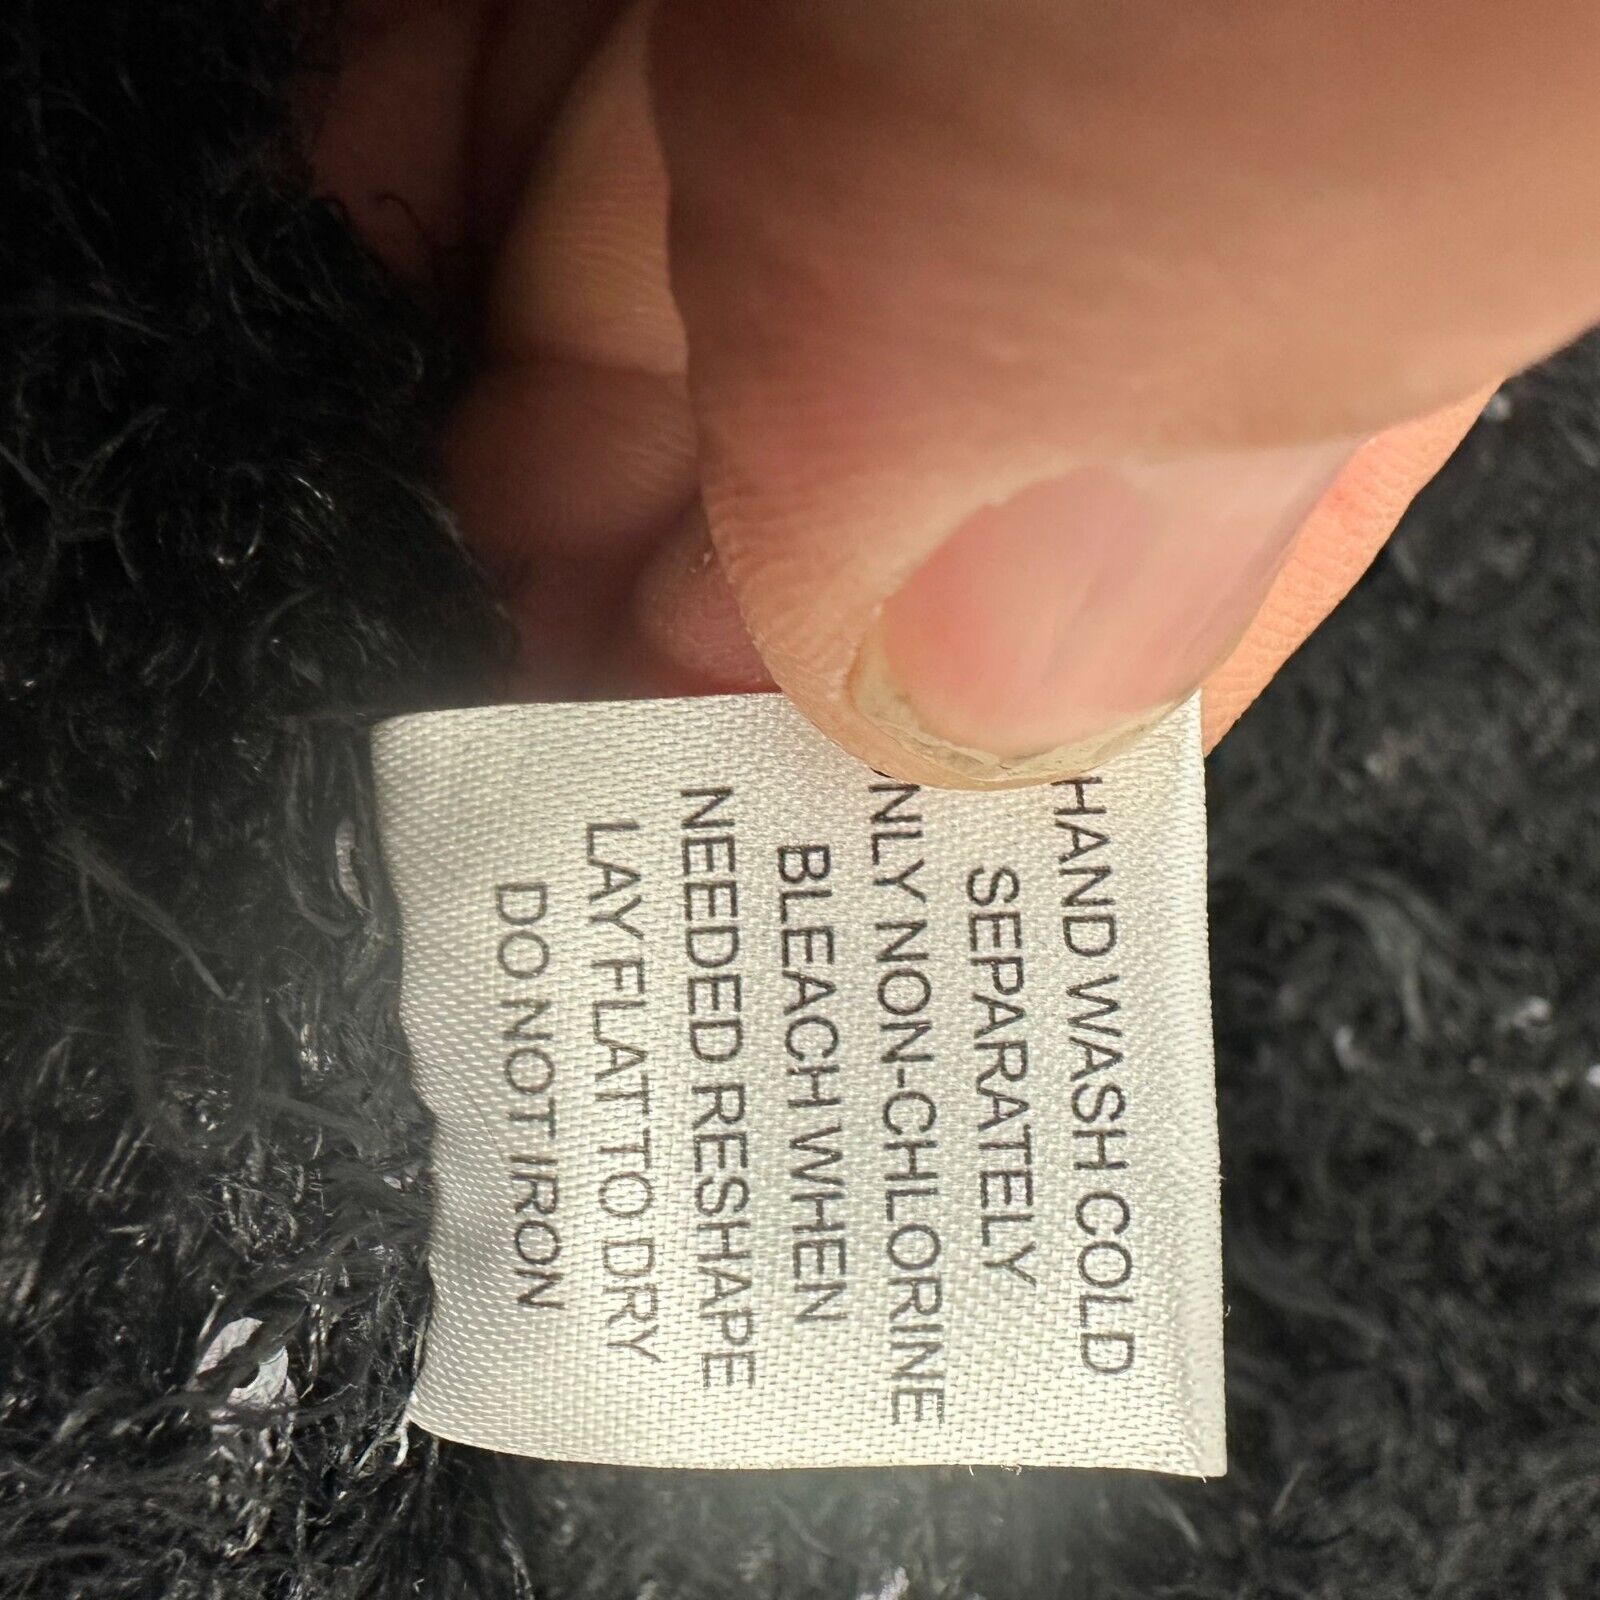 HAND WASH COLD
SEPARATELY
NLY NON-CHLORINE
BLEACH WHEN
NEEDED RESHAPE
LAY FLAT TO DRY
DO NOT IRON